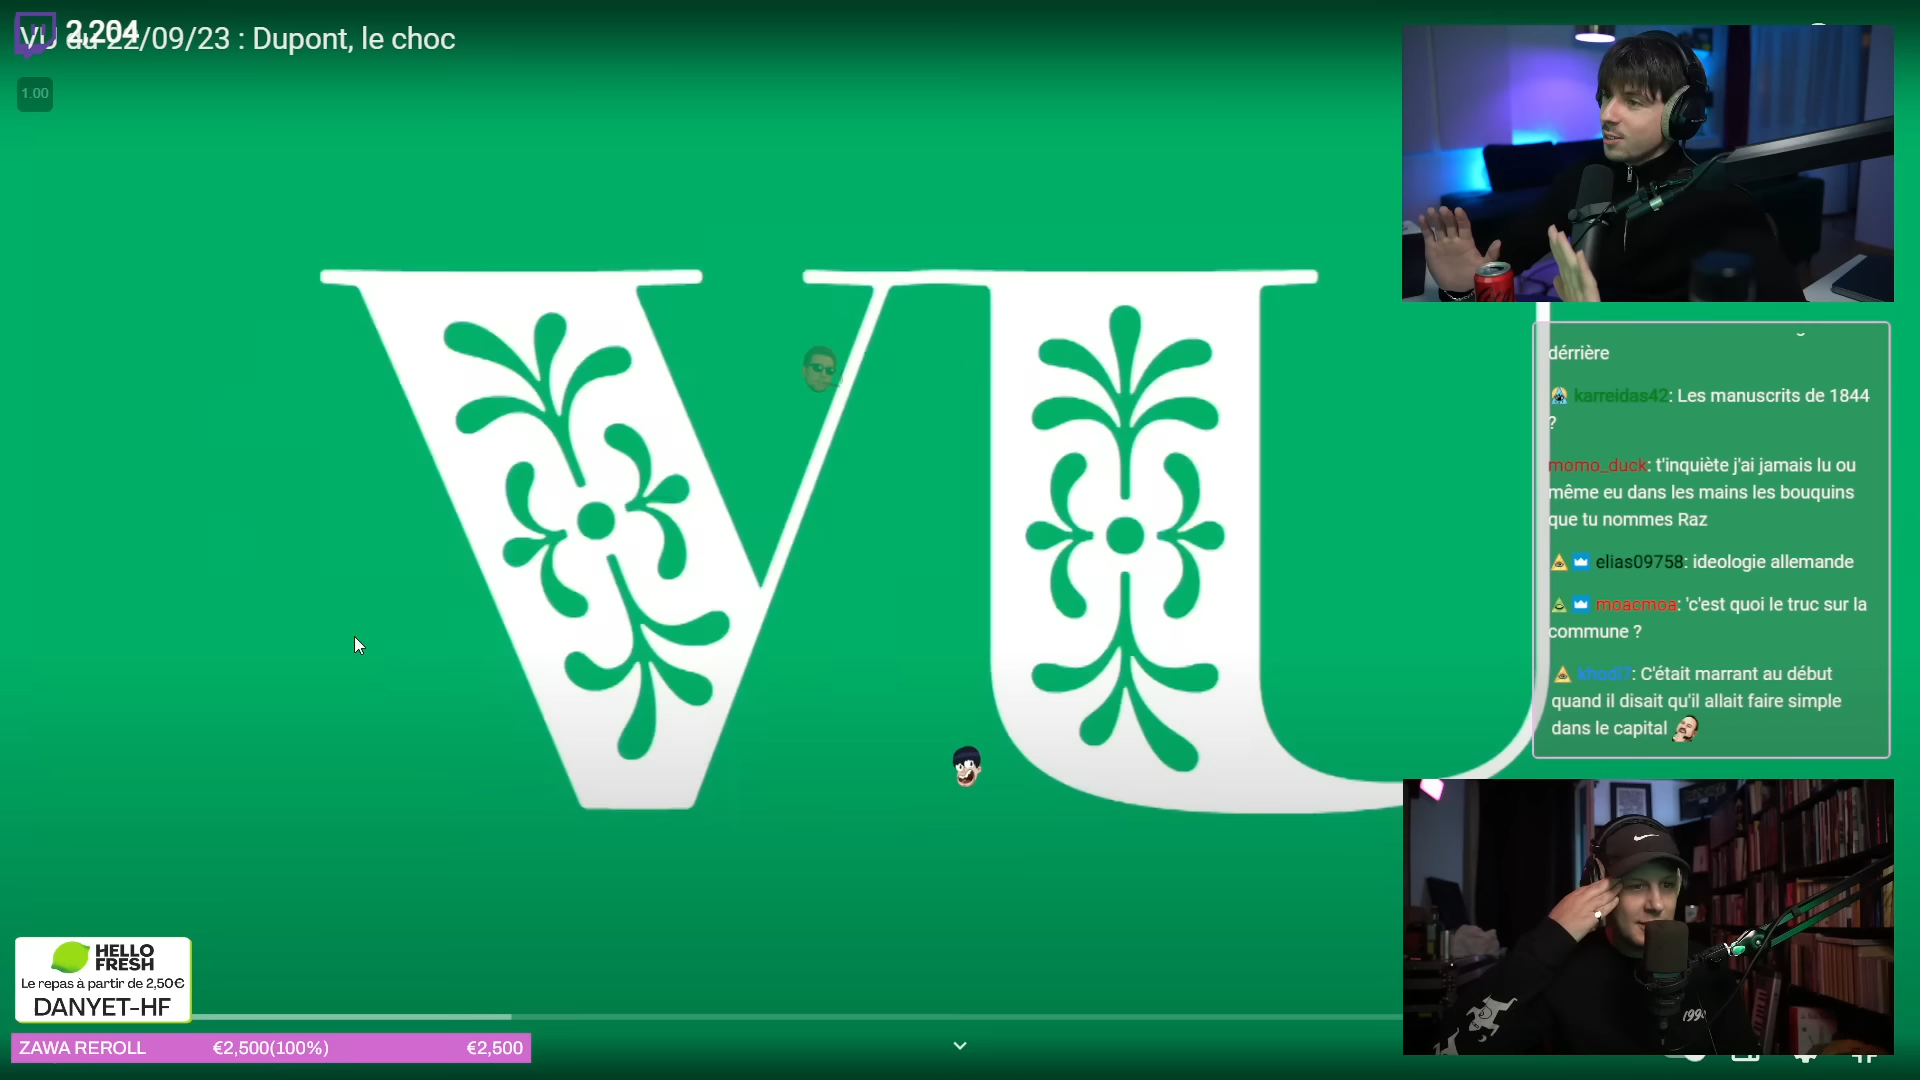 2,204
VU du 22/09/23 : Dupont, le choc
1.00
VU
dérrière
karreidas42: Les manuscrits de 1844
?
momo_duck: t'inquiète j'ai jamais lu ou
même eu dans les mains les bouquins
que tu nommes Raz
elias09758: ideologie allemande
moacmoa: 'c'est quoi le truc sur la
commune ?
khodi7: C'était marrant au début
quand il disait qu'il allait faire simple
dans le capital
HELLO
FRESH
Le repas à partir de 2,50€
DANYET-HF
ZAWA REROLL €2,500(100%) €2,500